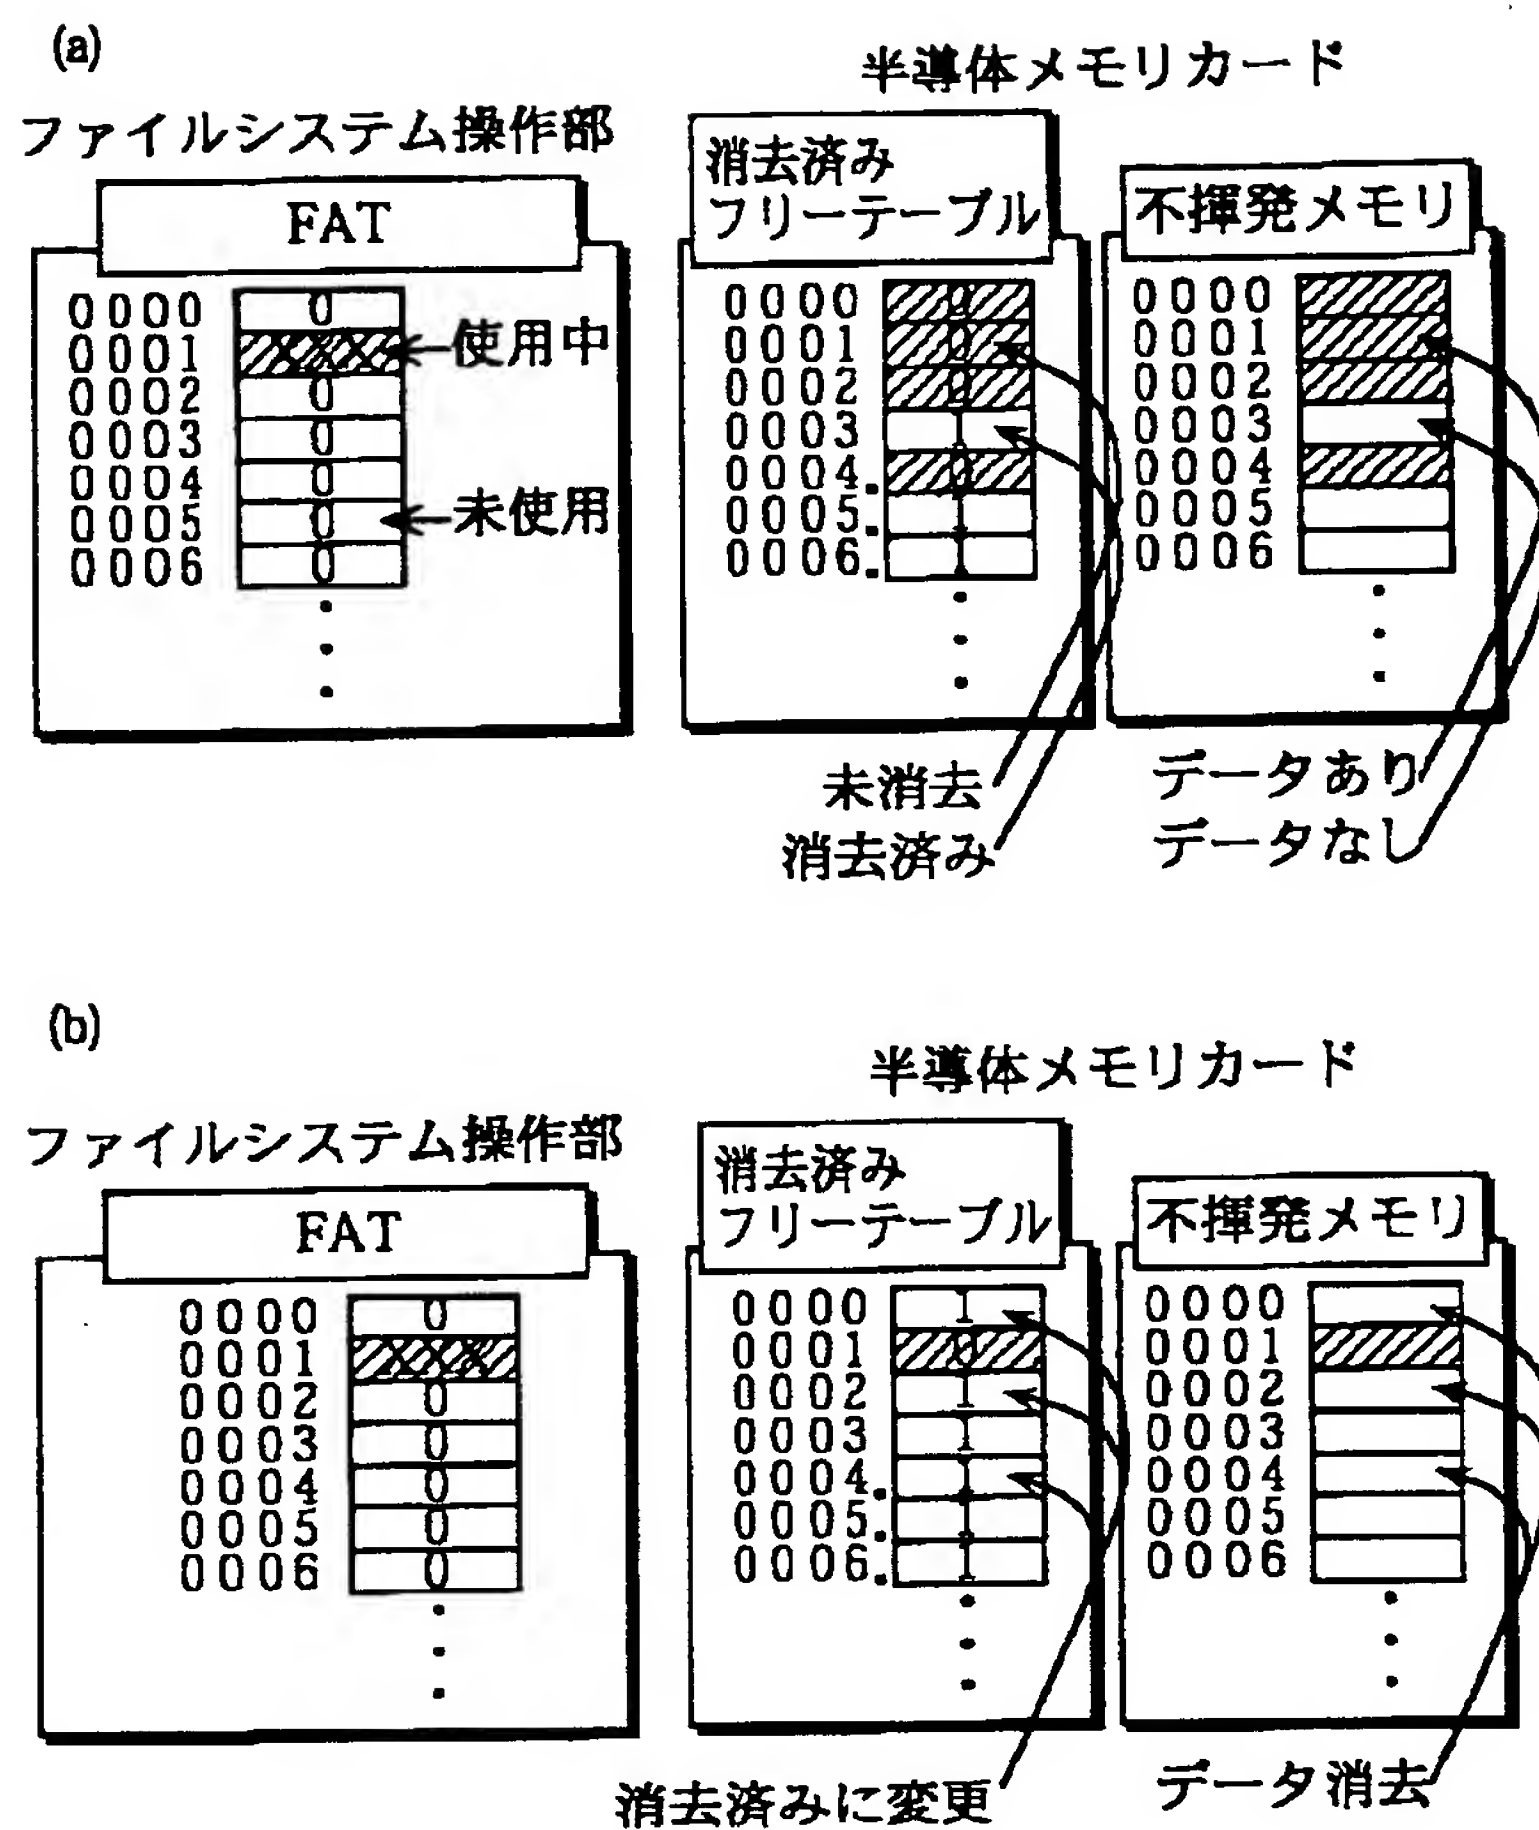 (a)
半導体メモリカード
ファイルシステム操作部
消去済み
フリーテーブル
不揮発メモリ
FAT
0000 0
0001 XXX ←使用中
0002 0
0003 0
0004 0
0005 0 ←未使用
0006 0
0000 0
0001 0
0002 0
0003 1
0004. 0
0005. 1
0006. 1
0000
0001
0002
0003
0004
0005
0006
未消去
消去済み
データあり
データなし
(b)
半導体メモリカード
ファイルシステム操作部
消去済み
フリーテーブル
不揮発メモリ
FAT
0000 0
0001 XXX
0002 0
0003 0
0004 0
0005 0
0006 0
0000 1
0001 0
0002 1
0003 1
0004. 1
0005. 1
0006. 1
0000
0001
0002
0003
0004
0005
0006
消去済みに変更
データ消去